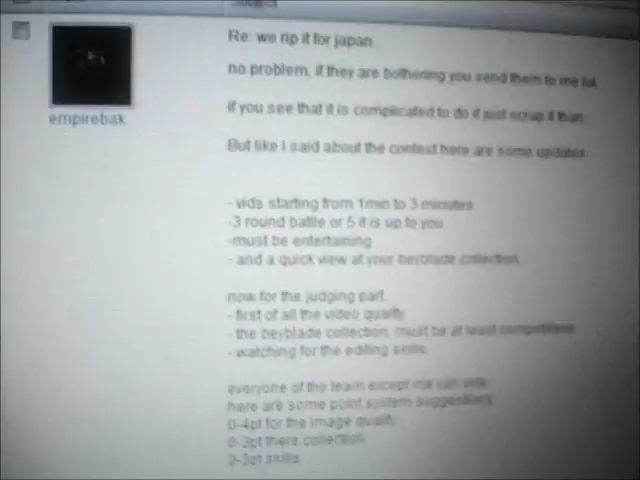 Subject
empirebak
Re: we rip it for japan
no problem, if they are bothering you send them to me lol
if you see that it is complicated to do it just scrap it than
But like I said about the contest here are some updates
- vids starting from 1min to 3 minutes
-3 round battle or 5 it is up to you
-must be entertaining
- and a quick view at your beyblade collection
now for the judging part.
- first of all the video quality
- the beyblade collection, must be at least competitive
- watching for the editing skills
everyone of the team except me can vote
here are some point system suggestions
0-4pt for the image quality
0-3pt there collection
0-3pt skills